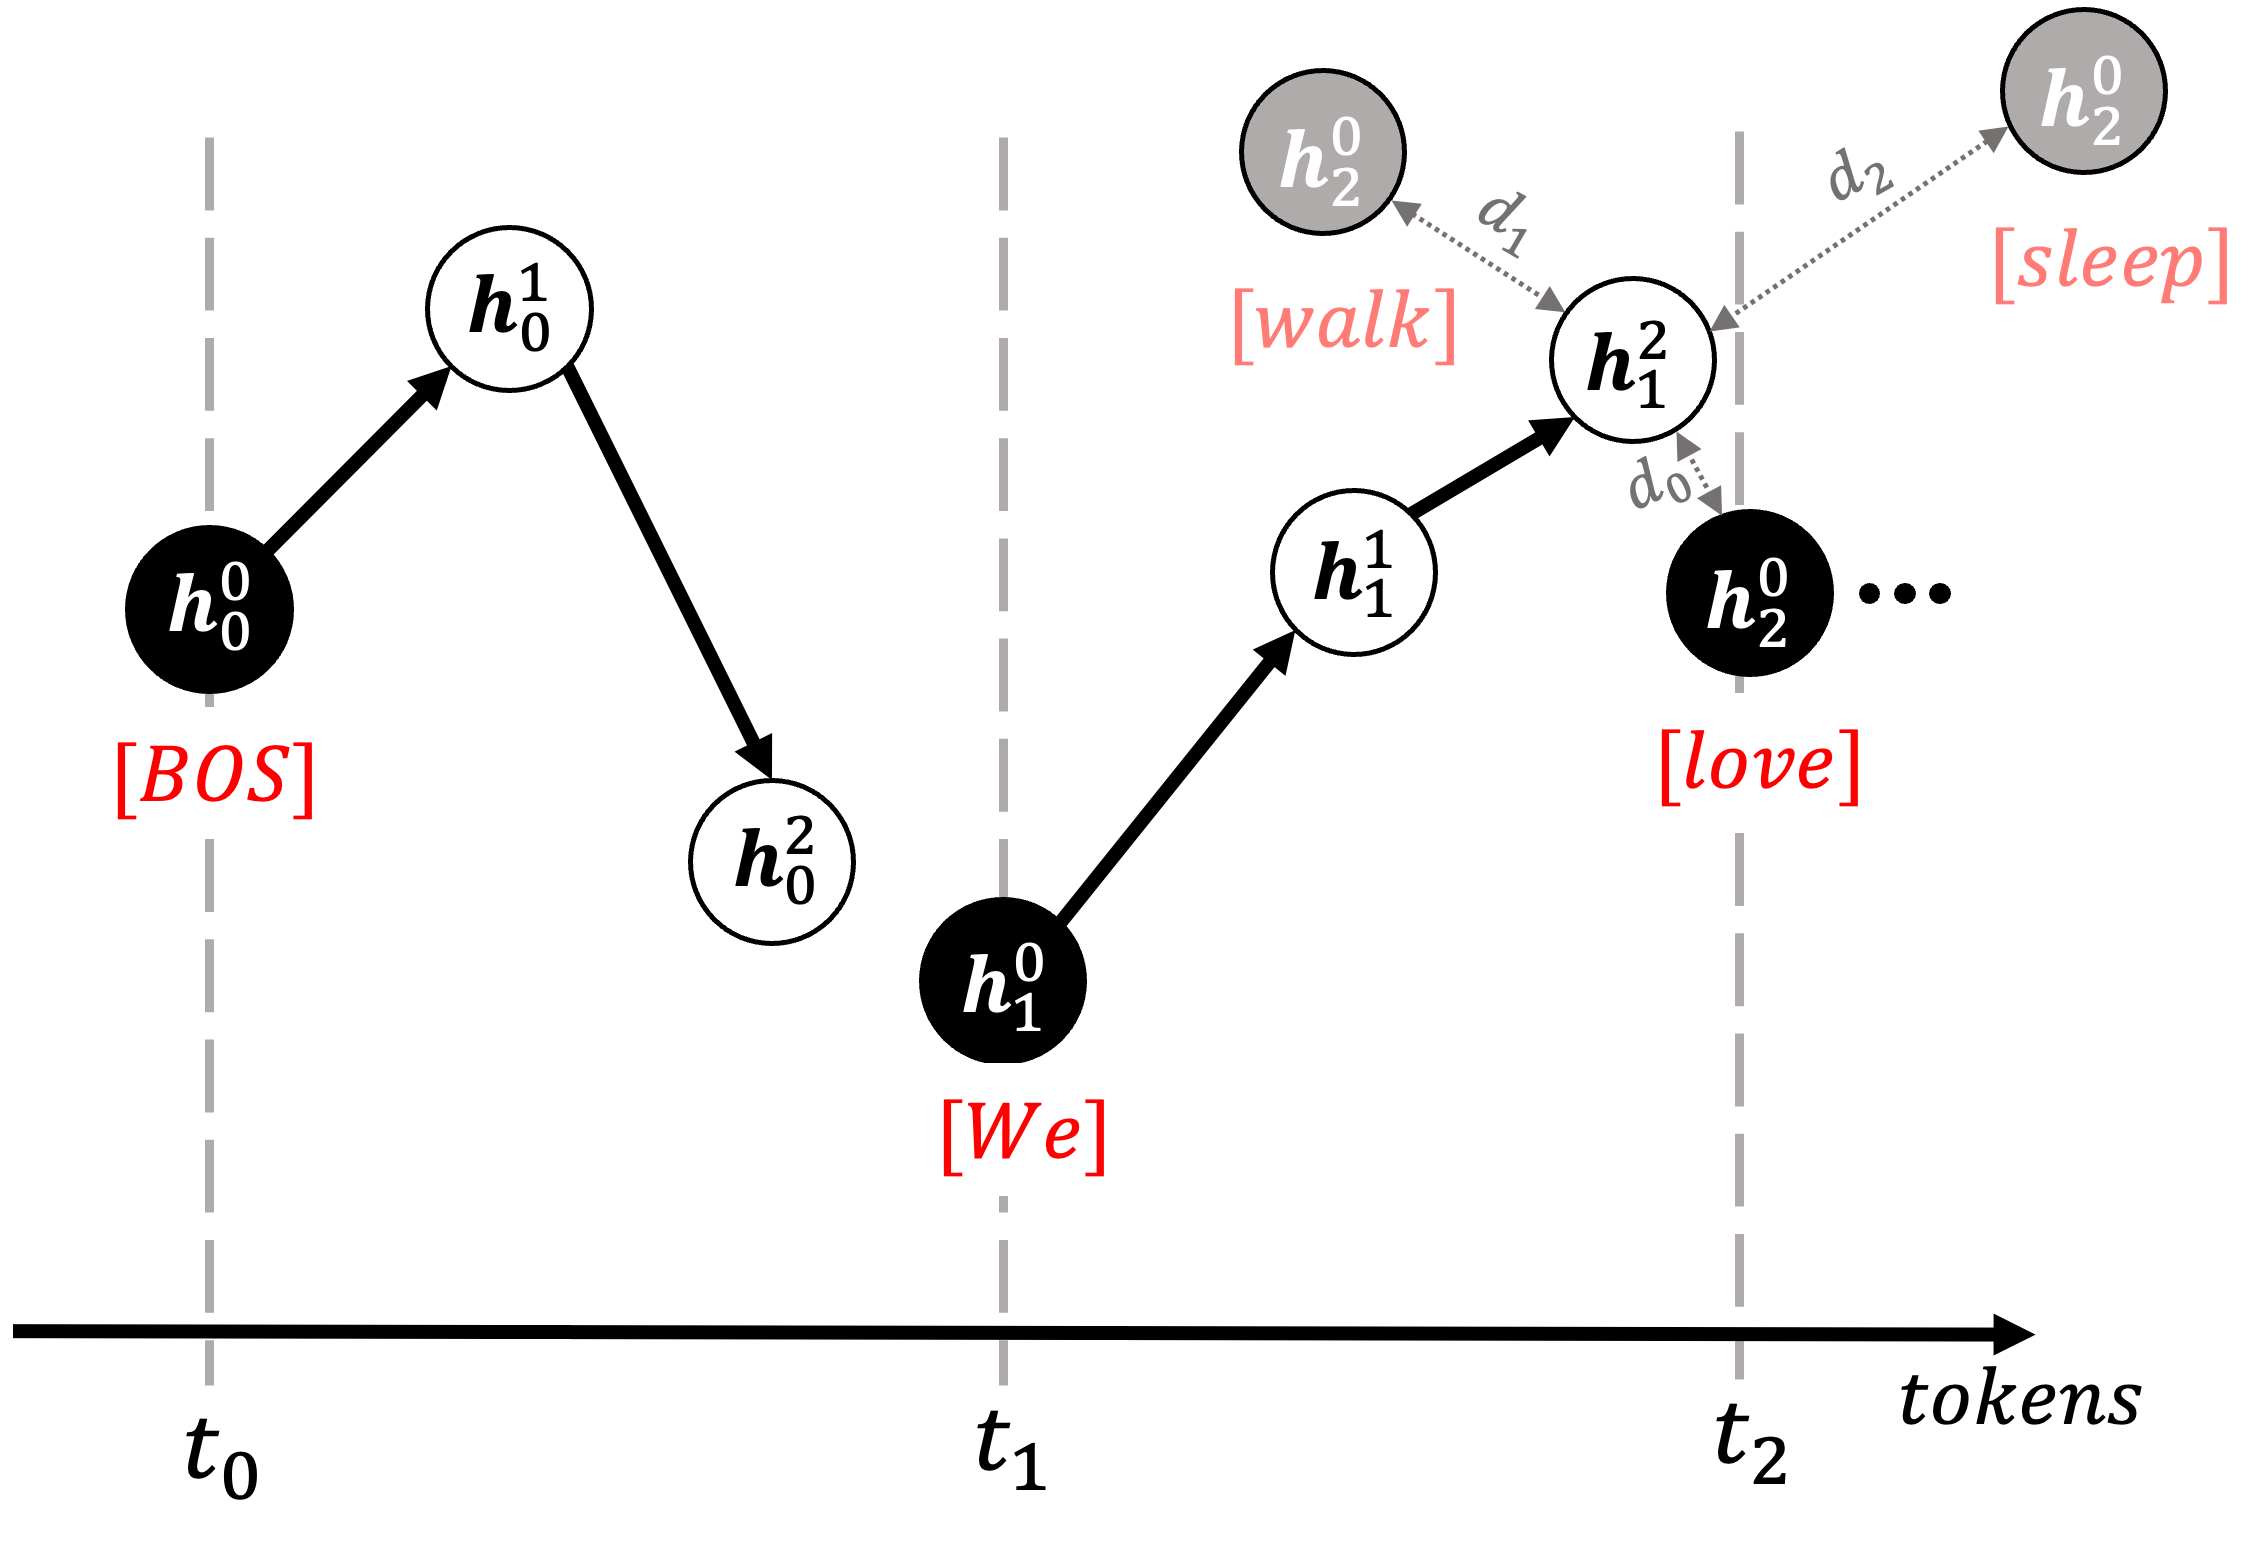 h_0^0
[BOS]
h_0^1
h_0^2
h_1^0
[We]
h_1^1
h_1^2
h_2^0
[walk]
d_1
h_2^0
[sleep]
d_2
d_0
h_2^0
[love]
•••
t_0
t_1
t_2
tokens